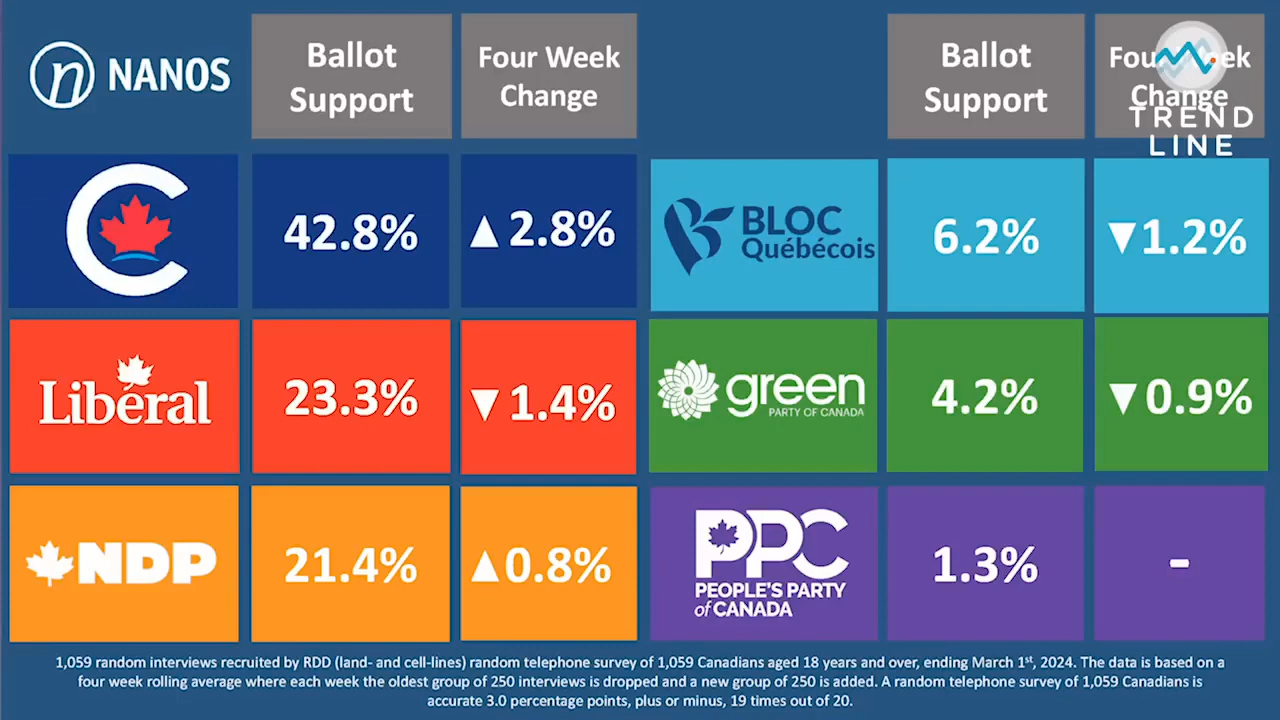 NANOS
Ballot
Support
Four Week
Change
Ballot
Support
Four Week
Change
TREND
LINE
42.8%
▲ 2.8%
BLOC
Québécois
6.2%
▼1.2%
Libéral
23.3%
▼ 1.4%
green
PARTY OF CANADA
4.2%
▼0.9%
NDP
21.4%
▲0.8%
PPC
PEOPLE'S PARTY
of CANADA
1.3%
-
1,059 random interviews recruited by RDD (land- and cell-lines) random telephone survey of 1,059 Canadians aged 18 years and over, ending March 1st, 2024. The data is based on a
four week rolling average where each week the oldest group of 250 interviews is dropped and a new group of 250 is added. A random telephone survey of 1,059 Canadians is
accurate 3.0 percentage points, plus or minus, 19 times out of 20.